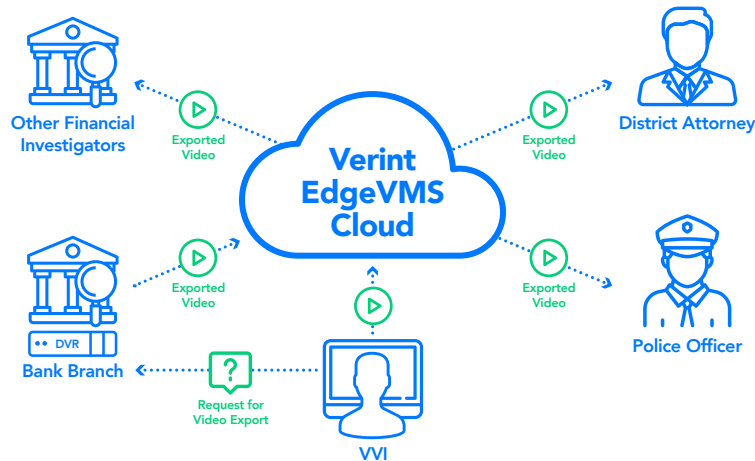 Other Financial
Investigators
Exported
Video
Verint
EdgeVMS
Cloud
Exported
Video
District Attorney
DVR
Bank Branch
Exported
Video
Exported
Video
Police Officer
?
Request for
Video Export
VVI